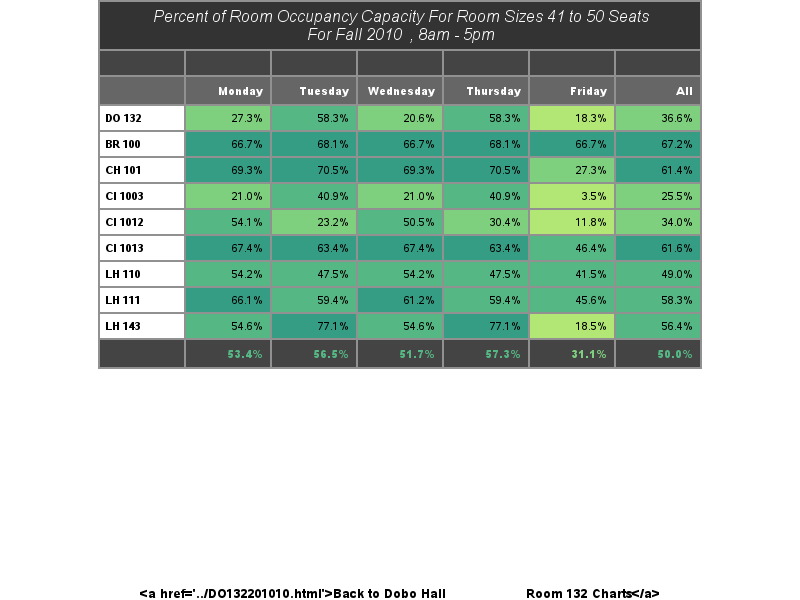 Percent of Room Occupancy Capacity For Room Sizes 41 to 50 Seats
For Fall 2010 , 8am - 5pm
Monday Tuesday Wednesday Thursday Friday All
DO 132 27.3% 58.3% 20.6% 58.3% 18.3% 36.6%
BR 100 66.7% 68.1% 66.7% 68.1% 66.7% 67.2%
CH 101 69.3% 70.5% 69.3% 70.5% 27.3% 61.4%
CI 1003 21.0% 40.9% 21.0% 40.9% 3.5% 25.5%
CI 1012 54.1% 23.2% 50.5% 30.4% 11.8% 34.0%
CI 1013 67.4% 63.4% 67.4% 63.4% 46.4% 61.6%
LH 110 54.2% 47.5% 54.2% 47.5% 41.5% 49.0%
LH 111 66.1% 59.4% 61.2% 59.4% 45.6% 58.3%
LH 143 54.6% 77.1% 54.6% 77.1% 18.5% 56.4%
53.4% 56.5% 51.7% 57.3% 31.1% 50.0%
<a href='../DO132201010.html'>Back to Dobo Hall Room 132 Charts</a>